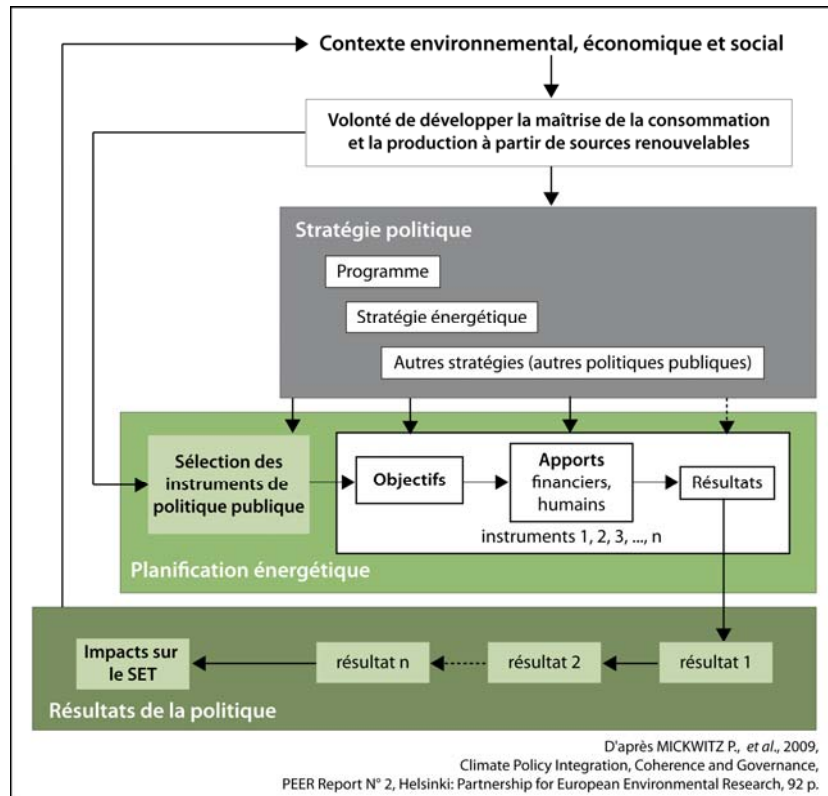 Contexte environnemental, économique et social
Volonté de développer la maîtrise de la consommation
et la production à partir de sources renouvelables
Stratégie politique
Programme
Stratégie énergétique
Autres stratégies (autres politiques publiques)
Sélection des
instruments de
politique publique
Objectifs
Apports
financiers,
humains
Résultats
instruments 1, 2, 3, ..., n
Planification énergétique
Impacts sur
le SET
résultat n
résultat 2
résultat 1
Résultats de la politique
D'après MICKWITZ P., et al., 2009,
Climate Policy Integration, Coherence and Governance,
PEER Report N° 2, Helsinki: Partnership for European Environmental Research, 92 p.